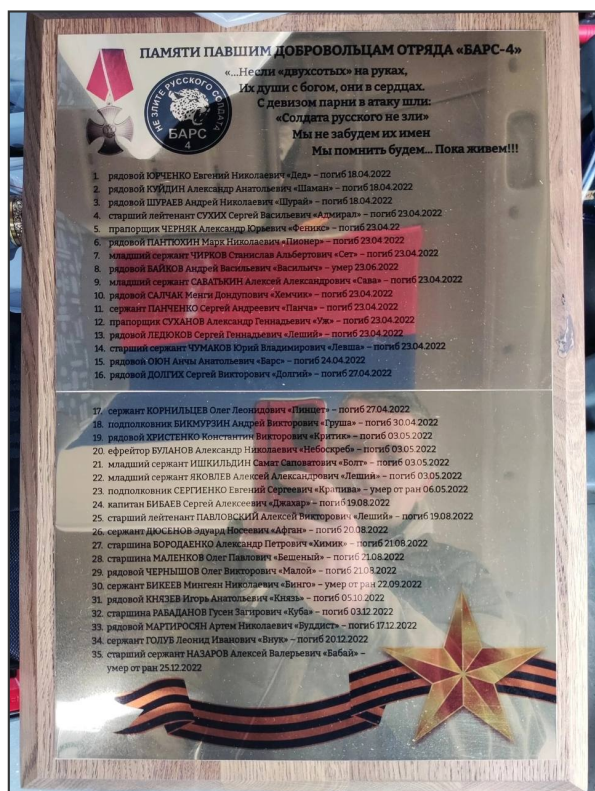 ПАМЯТИ ПАВШИМ ДОБРОВОЛЬЦАМ ОТРЯДА «БАРС-4»
«...Несли «двухсотых» на руках,
Их души с богом, они в сердцах.
С девизом парни в атаку шли:
«Солдата русского не зли»
Мы не забудем их имен
Мы помнить будем... Пока живем!!!
НЕ ЗЛИТЕ РУССКОГО СОЛДАТА
БАРС
4
1. рядовой ЮРЧЕНКО Евгений Николаевич «Дед» – погиб 18.04.2022
2. рядовой КУЙДИН Александр Анатольевич «Шаман» – погиб 18.04.2022
3. рядовой ШУРАЕВ Андрей Николаевич «Шурай» – погиб 18.04.2022
4. старший лейтенант СУХИХ Сергей Васильевич «Адмирал» – погиб 23.04.2022
5. прапорщик ЧЕРНЯК Александр Юрьевич «Феникс» – погиб 23.04.22
6. рядовой ПАНТЮХИН Марк Николаевич «Пионер» – погиб 23.04.2022
7. младший сержант ЧИРКОВ Станислав Альбертович «Сет» – погиб 23.04.2022
8. рядовой БАЙКОВ Андрей Васильевич «Васильич» – умер 23.06.2022
9. младший сержант САВАТЬКИН Алексей Александрович «Сава» – погиб 23.04.2022
10. рядовой САЛЧАК Менги Дондупович «Хемчик» – погиб 23.04.2022
11. сержант ПАНЧЕНКО Сергей Андреевич «Панча» – погиб 23.04.2022
12. прапорщик СУХАНОВ Александр Геннадьевич «Уж» – погиб 23.04.2022
13. рядовой ЛЕДЮКОВ Сергей Геннадьевич «Леший» – погиб 23.04.2022
14. старший сержант ЧУМАКОВ Юрий Владимирович «Левша» – погиб 23.04.2022
15. рядовой ОЮН Анчы Анатольевич «Барс» – погиб 24.04.2022
16. рядовой ДОЛГИХ Сергей Викторович «Долгий» – погиб 27.04.2022
17. сержант КОРНИЛЬЦЕВ Олег Леонидович «Пинцет» – погиб 27.04.2022
18. подполковник БИКМУРЗИН Андрей Викторович «Груша» – погиб 30.04.2022
19. рядовой ХРИСТЕНКО Константин Викторович «Критик» – погиб 03.05.2022
20. ефрейтор БУЛАНОВ Александр Николаевич «Небоскреб» – погиб 03.05.2022
21. младший сержант ИШКИЛЬДИН Самат Саповатович «Болт» – погиб 03.05.2022
22. младший сержант ЯКОВЛЕВ Алексей Александрович «Леший» – погиб 03.05.2022
23. подполковник СЕРГИЕНКО Евгений Сергеевич «Крапива» – умер от ран 06.05.2022
24. капитан БИБАЕВ Сергей Алексеевич «Джахар» – погиб 19.08.2022
25. старший лейтенант ПАВЛОВСКИЙ Алексей Викторович «Леший» – погиб 19.08.2022
26. сержант ДЮСЕНОВ Эдуард Носеевич «Афган» – погиб 20.08.2022
27. старшина БОРОДАЕНКО Александр Петрович «Химик» – погиб 21.08.2022
28. старшина МАЛЕНКОВ Олег Павлович «Бешеный» – погиб 21.08.2022
29. рядовой ЧЕРНЫШОВ Олег Викторович «Малой» – погиб 21.08.2022
30. сержант БИКЕЕВ Мингеян Николаевич «Бинго» – умер от ран 22.09.2022
31. рядовой КНЯЗЕВ Игорь Анатольевич «Князь» – погиб 05.10.2022
32. старшина РАБАДАНОВ Гусен Загирович «Куба» – погиб 03.12.2022
33. рядовой МАРТИРОСЯН Артем Николаевич «Буддист» – погиб 17.12.2022
34. сержант ГОЛУБ Леонид Иванович «Внук» – погиб 20.12.2022
35. старший сержант НАЗАРОВ Алексей Валерьевич «Бабай» –
умер от ран 25.12.2022